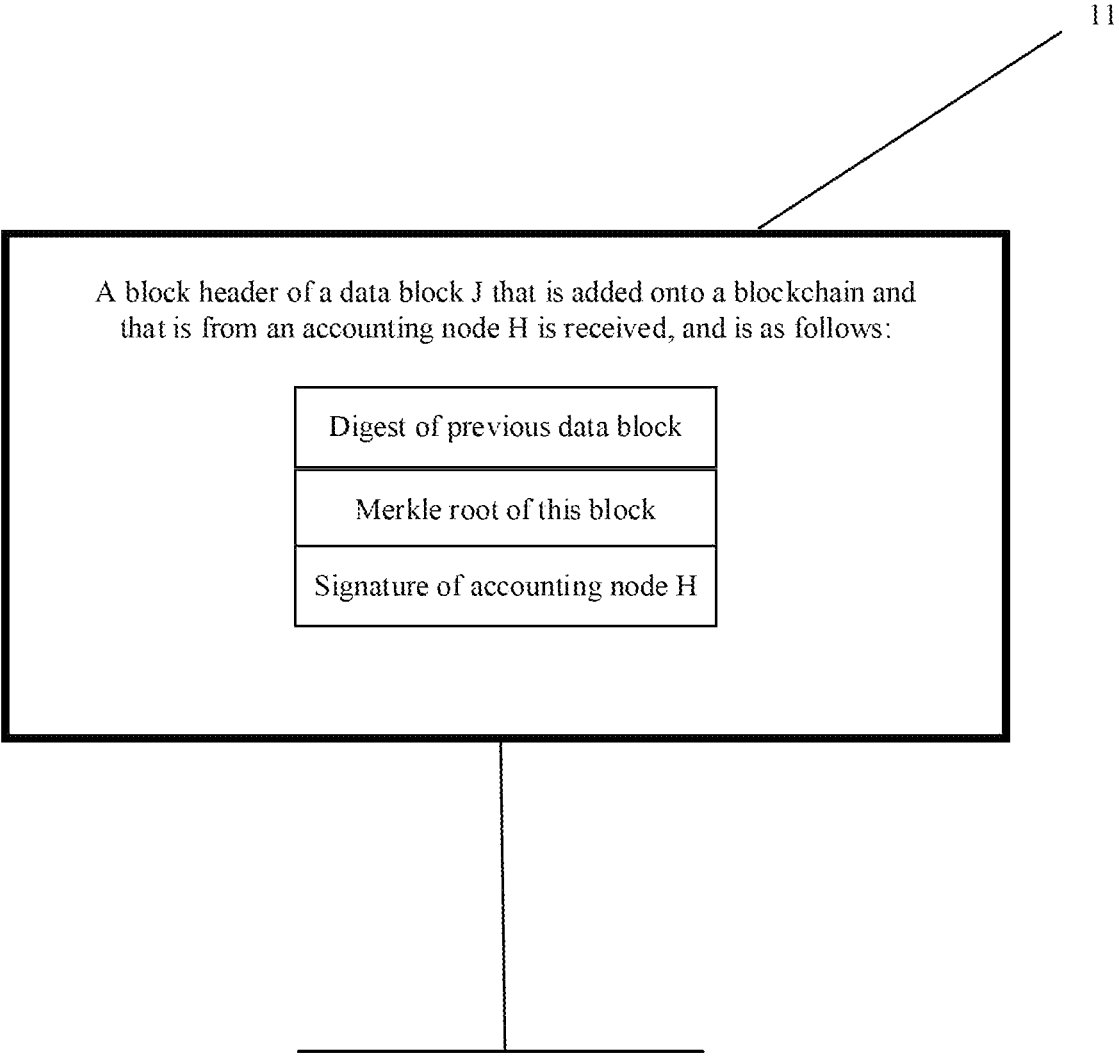 11
A block header of a data block J that is added onto a blockchain and
that is from an accounting node H is received, and is as follows:
Digest of previous data block
Merkle root of this block
Signature of accounting node H